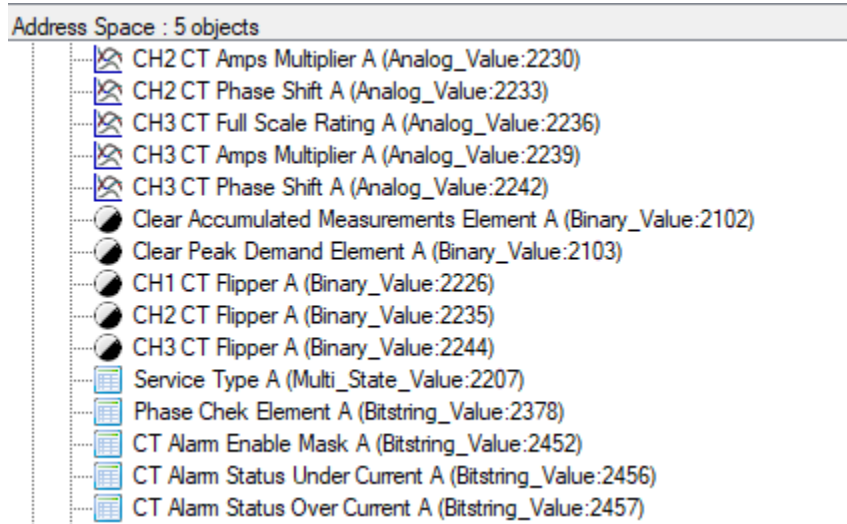 Address Space : 5 objects
CH2 CT Amps Multiplier A (Analog_Value:2230)
CH2 CT Phase Shift A (Analog_Value:2233)
CH3 CT Full Scale Rating A (Analog_Value:2236)
CH3 CT Amps Multiplier A (Analog_Value:2239)
CH3 CT Phase Shift A (Analog_Value:2242)
Clear Accumulated Measurements Element A (Binary_Value:2102)
Clear Peak Demand Element A (Binary_Value:2103)
CH1 CT Flipper A (Binary_Value:2226)
CH2 CT Flipper A (Binary_Value:2235)
CH3 CT Flipper A (Binary_Value:2244)
Service Type A (Multi_State_Value:2207)
Phase Chek Element A (Bitstring_Value:2378)
CT Alarm Enable Mask A (Bitstring_Value:2452)
CT Alarm Status Under Current A (Bitstring_Value:2456)
CT Alarm Status Over Current A (Bitstring_Value:2457)